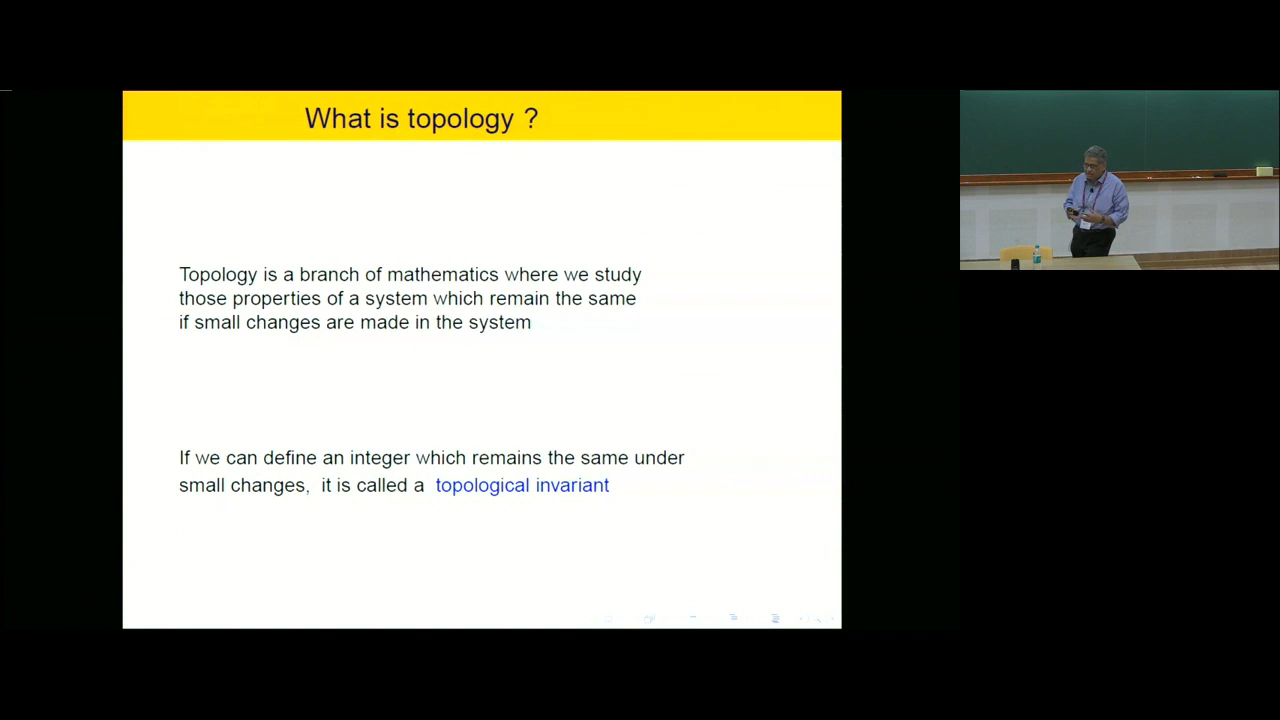 What is topology ?
Topology is a branch of mathematics where we study
those properties of a system which remain the same
if small changes are made in the system
If we can define an integer which remains the same under
small changes, it is called a topological invariant